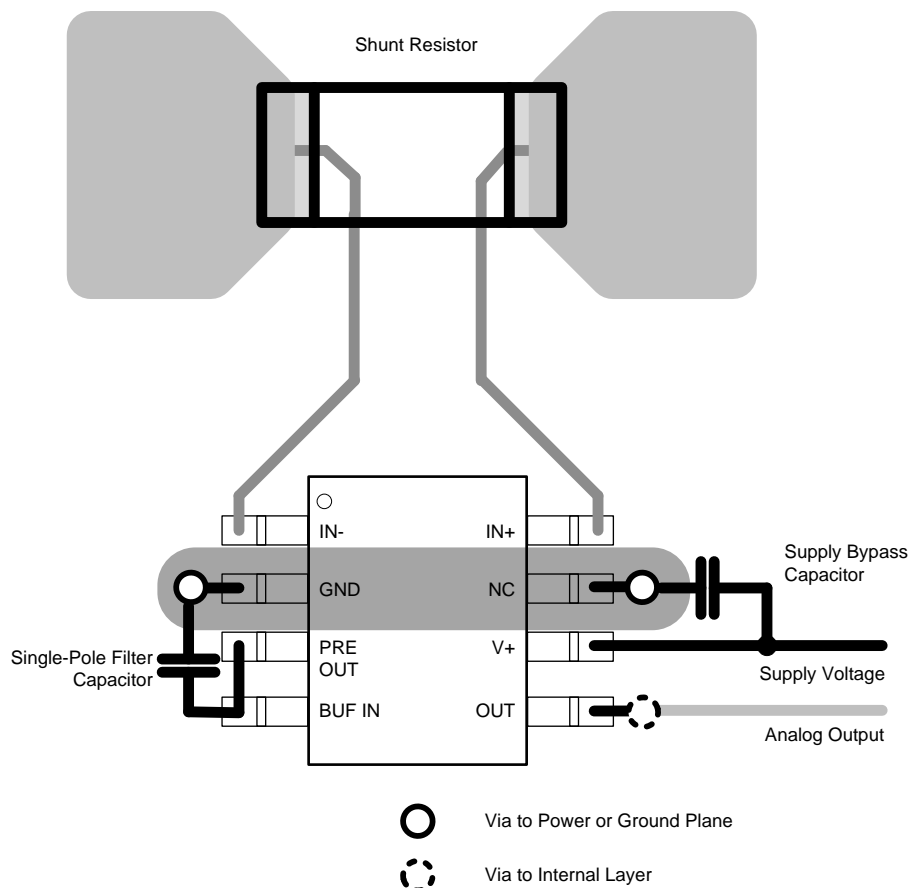 Shunt Resistor
IN-
IN+
GND
NC
Supply Bypass
Capacitor
PRE
OUT
V+
Single-Pole Filter
Capacitor
Supply Voltage
BUF IN
OUT
Analog Output
Via to Power or Ground Plane
Via to Internal Layer